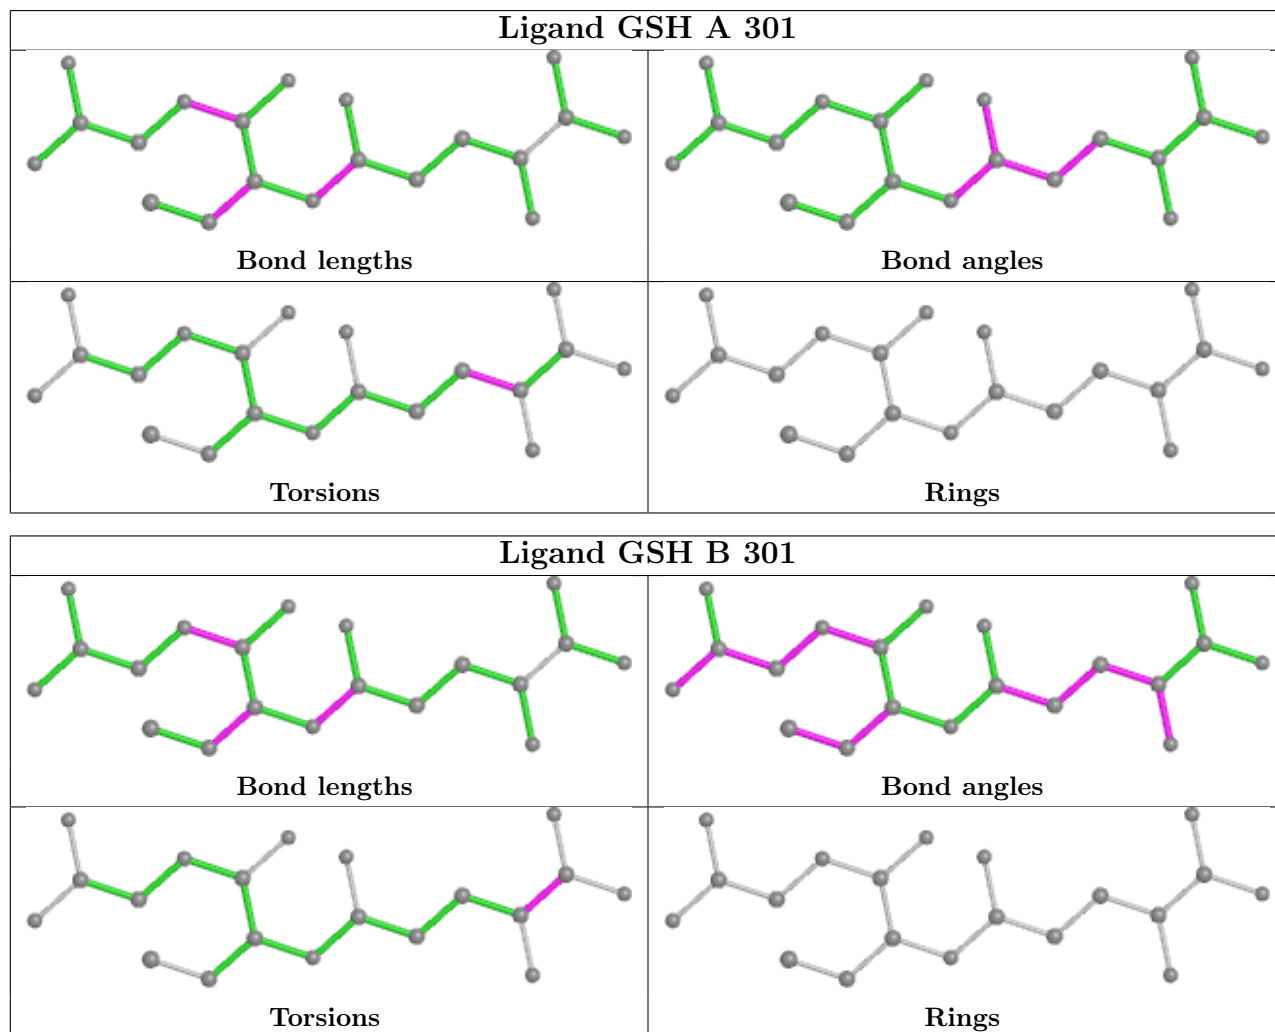 Ligand GSH A 301
Bond lengths
Bond angles
Torsions
Rings
Ligand GSH B 301
Bond lengths
Bond angles
Torsions
Rings